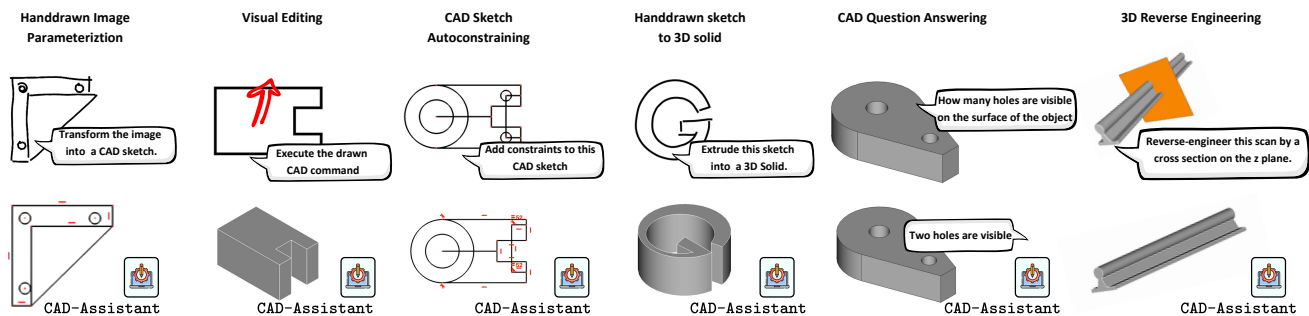 Handdrawn Image
Parameteriztion
Visual Editing
CAD Sketch
Autoconstraining
Handdrawn sketch
to 3D solid
CAD Question Answering
3D Reverse Engineering
Transform the image
into a CAD sketch.
Execute the drawn
CAD command
Add constraints to this
CAD sketch
Extrude this sketch
into a 3D Solid.
How many holes are visible
on the surface of the object
Reverse-engineer this scan by a
cross section on the z plane.
Two holes are visible
CAD-Assistant
CAD-Assistant
CAD-Assistant
CAD-Assistant
CAD-Assistant
CAD-Assistant